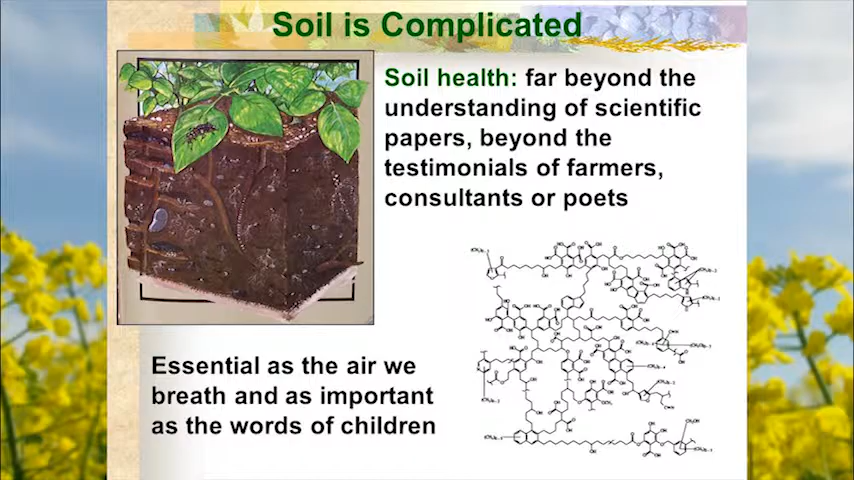 Soil is Complicated
Soil health: far beyond the
understanding of scientific
papers, beyond the
testimonials of farmers,
consultants or poets
Essential as the air we
breath and as important
as the words of children